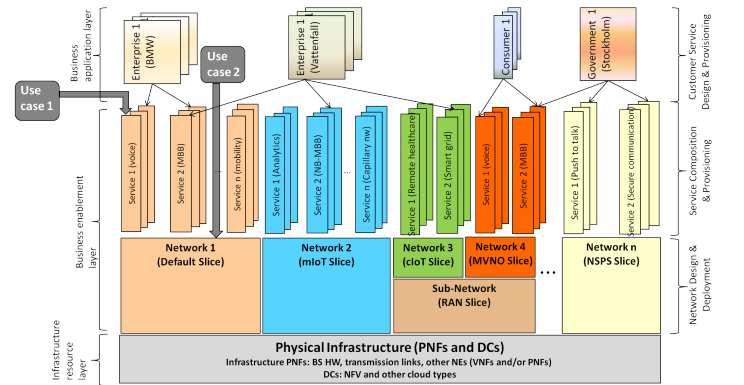 Business
application layer
Enterprise 1
(BMW)
Enterprise 1
(Vattenfall)
Consumer 1
Government 1
(Stockholm)
Customer Service
Design & Provisioning
Use
case 1
Use
case 2
Business enablement
layer
Service 1 (voice)
Service 2 (MBB)
...
Service n (mobility)
Service 1 (Analytics)
Service 2 (NB-MBB)
...
Service n (Capillary nw)
Service 1 (Remote healthcare)
Service 2 (Smart grid)
Service 1 (voice)
Service 2 (MBB)
Service 1 (Push to talk)
Service 2 (Secure communication)
Service Composition
& Provisioning
Network 1
(Default Slice)
Network 2
(mIoT Slice)
Network 3
(cIoT Slice)
Network 4
(MVNO Slice)
...
Network n
(NSPS Slice)
Sub-Network
(RAN Slice)
Network Design &
Deployment
Infrastructure
resource
layer
Physical Infrastructure (PNFs and DCs)
Infrastructure PNFs: BS HW, transmission links, other NEs (VNFs and/or PNFs)
DCs: NFV and other cloud types